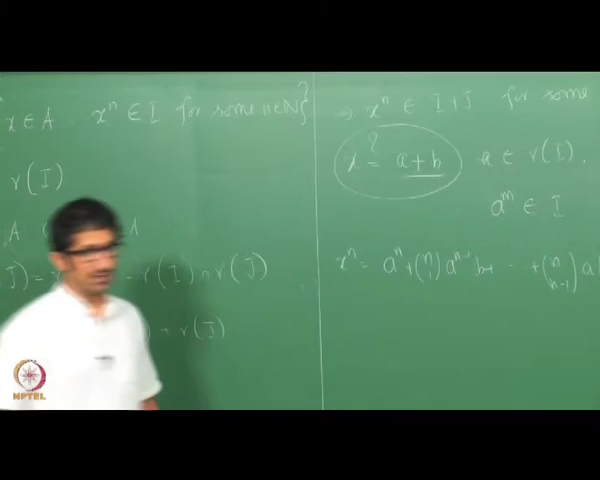 x ∈ A x^n ∈ I for some n ∈ N}
r(I)
A A
J) = r(I) ∩ r(J)
) + r(J)
⇒ x^n ∈ I + J for some
?
x = a + b a ∈ r(I),
a^m ∈ I
x^n = a^n + (n 1) a^{n-1} b + ··· + (n n-1) a b
NPTEL